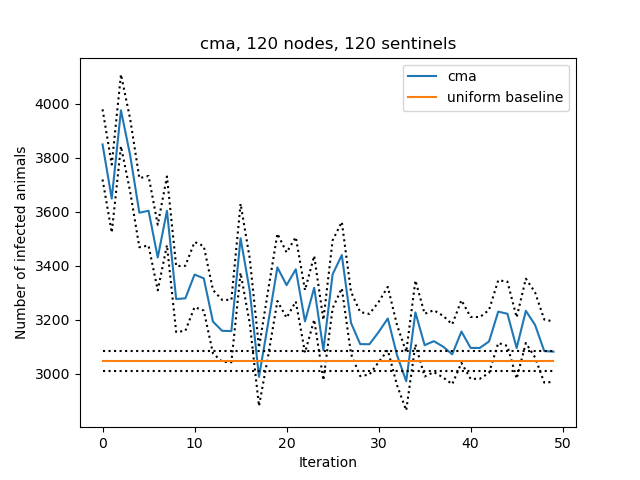 cma, 120 nodes, 120 sentinels
cma
uniform baseline
Number of infected animals
4000
3800
3600
3400
3200
3000
0 10 20 30 40 50
Iteration